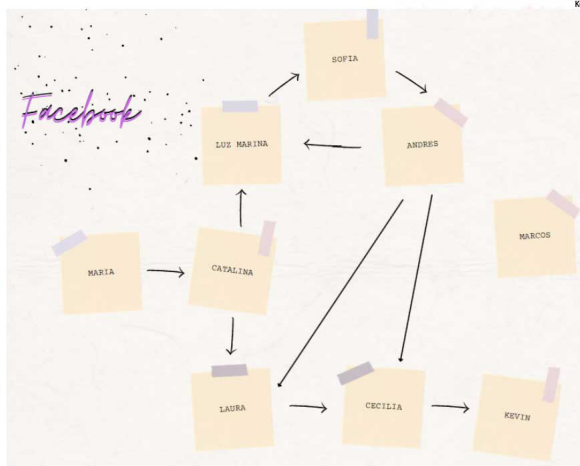 K
SOFIA
Facebook
LUZ MARINA
ANDRES
MARCOS
MARIA
CATALINA
LAURA
CECILIA
KEVIN